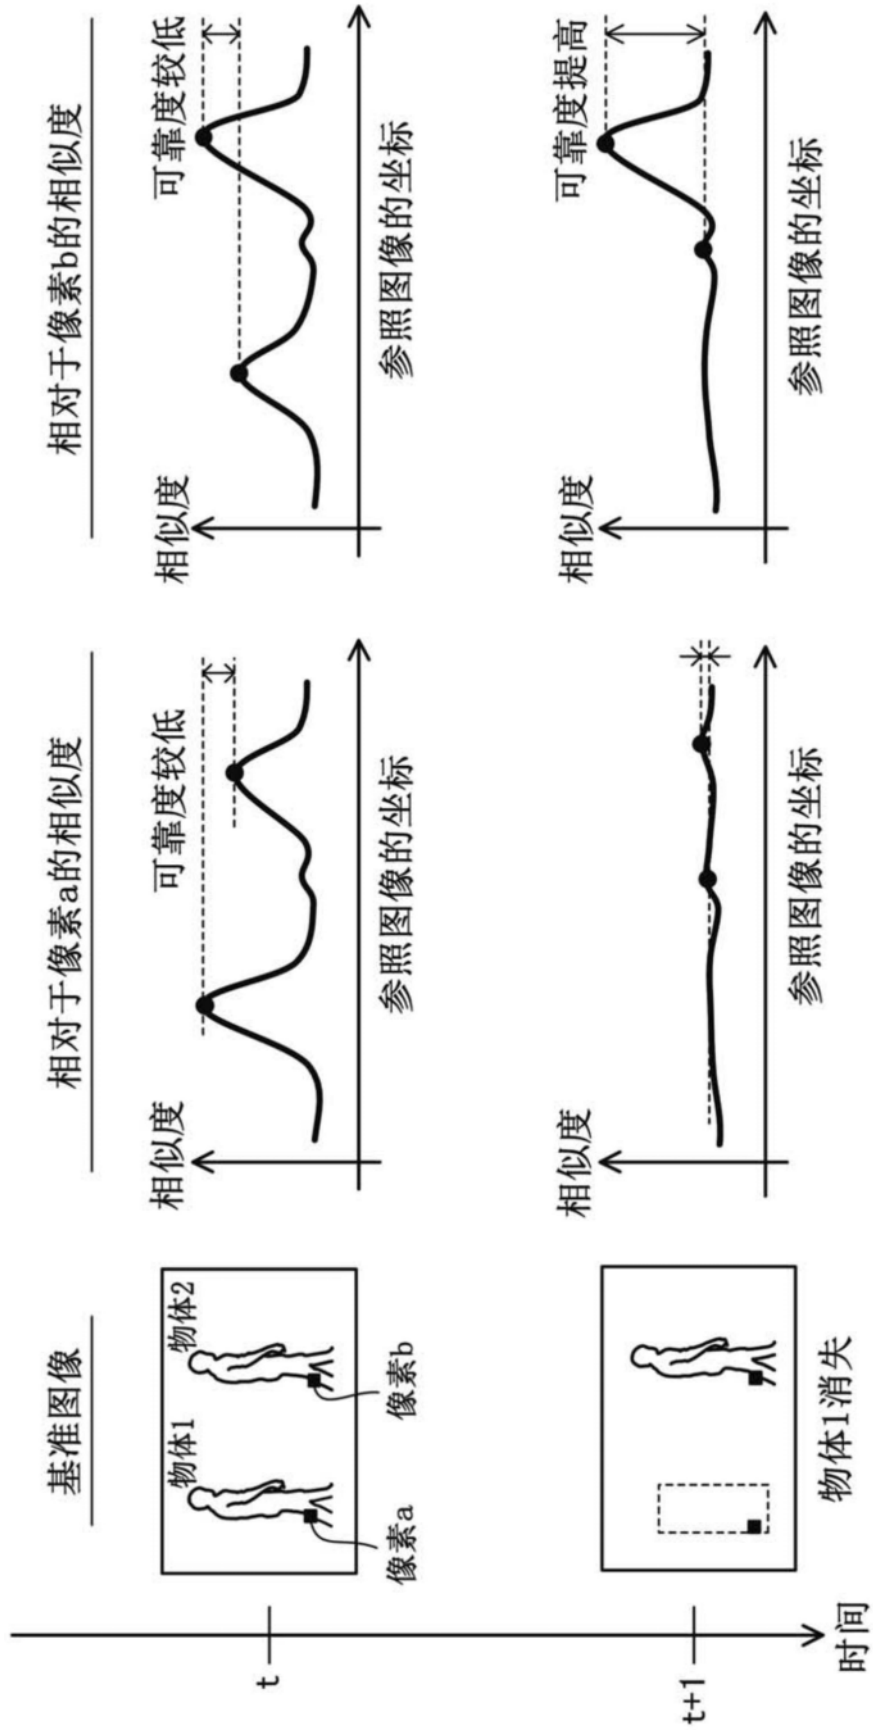 基准图像
相对于像素a的相似度
相对于像素b的相似度
t
物体1
物体2
像素a
像素b
相似度
可靠度较低
参照图像的坐标
相似度
可靠度较低
参照图像的坐标
t+1
物体1消失
相似度
参照图像的坐标
相似度
可靠度提高
参照图像的坐标
时间